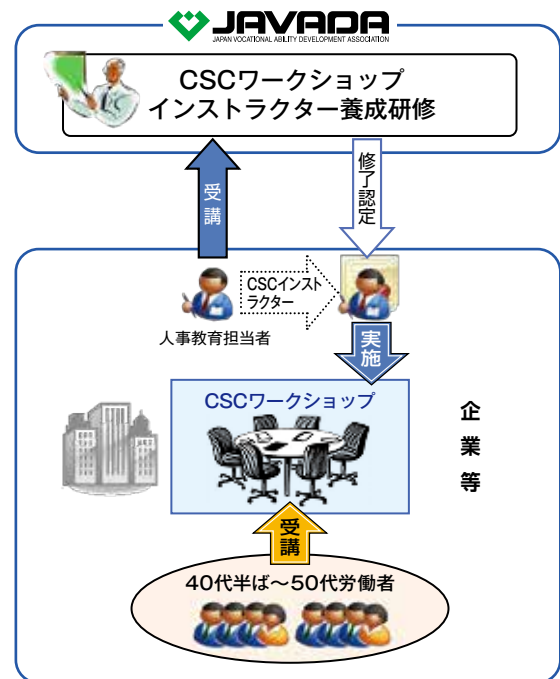 JAVADA
JAPAN VOCATIONAL ABILITY DEVELOPMENT ASSOCIATION
CSCワークショップ
インストラクター養成研修
受講
修了認定
CSCインスト
ラクター
人事教育担当者
実施
CSCワークショップ
企業等
受講
40代半ば～50代労働者